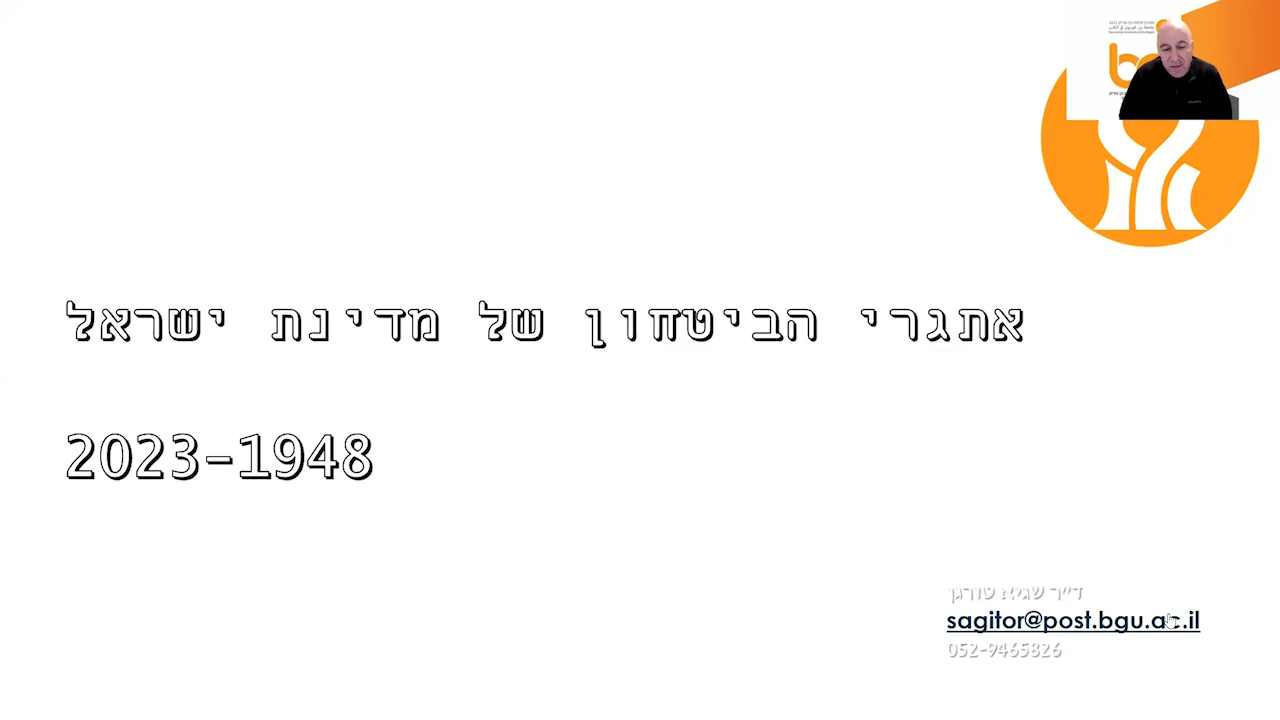 אתגרי הביטחון של מדינת ישראל
2023-1948
ד״ר שגיא טורגן
sagitor@post.bgu.ac.il
052-9465826